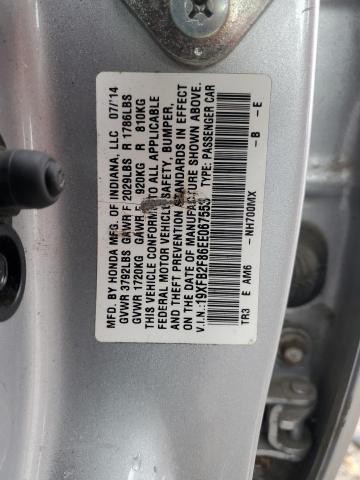 MFD. BY HONDA MFG. OF INDIANA, LLC 07/14
GVWR 3792LBS GAWR F 2029LBS R 1786LBS
GVWR 1720KG GAWR F 920KG R 810KG
THIS VEHICLE CONFORMS TO ALL APPLICABLE
FEDERAL MOTOR VEHICLE SAFETY, BUMPER,
AND THEFT PREVENTION STANDARDS IN EFFECT
ON THE DATE OF MANUFACTURE SHOWN ABOVE.
V.I.N.:19XFB2F86EE067553 TYPE: PASSENGER CAR
TR3 E AM6 - NH700MX -B -E